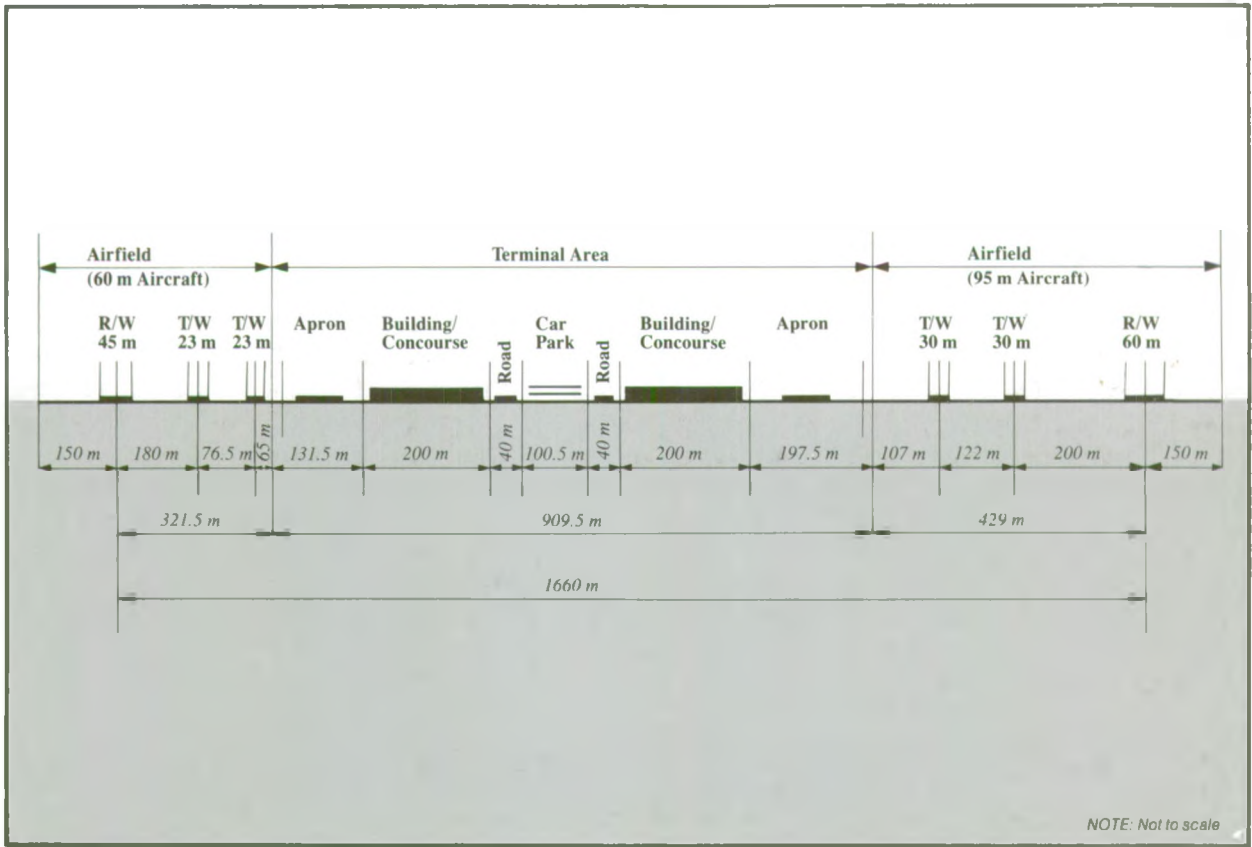 Airfield
(60 m Aircraft)
Terminal Area
Airfield
(95 m Aircraft)
R/W
45 m
T/W
23 m
T/W
23 m
Apron
Building/
Concourse
Road
Car
Park
Road
Building/
Concourse
Apron
T/W
30 m
T/W
30 m
R/W
60 m
150 m
180 m
76.5 m
65 m
131.5 m
200 m
40 m
100.5 m
40 m
200 m
197.5 m
107 m
122 m
200 m
150 m
321.5 m
909.5 m
429 m
1660 m
NOTE: Not to scale